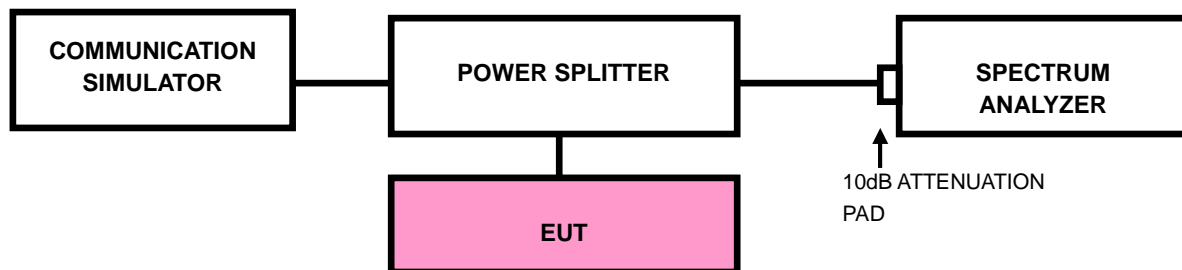 COMMUNICATION
SIMULATOR
POWER SPLITTER
SPECTRUM
ANALYZER
10dB ATTENUATION
PAD
EUT